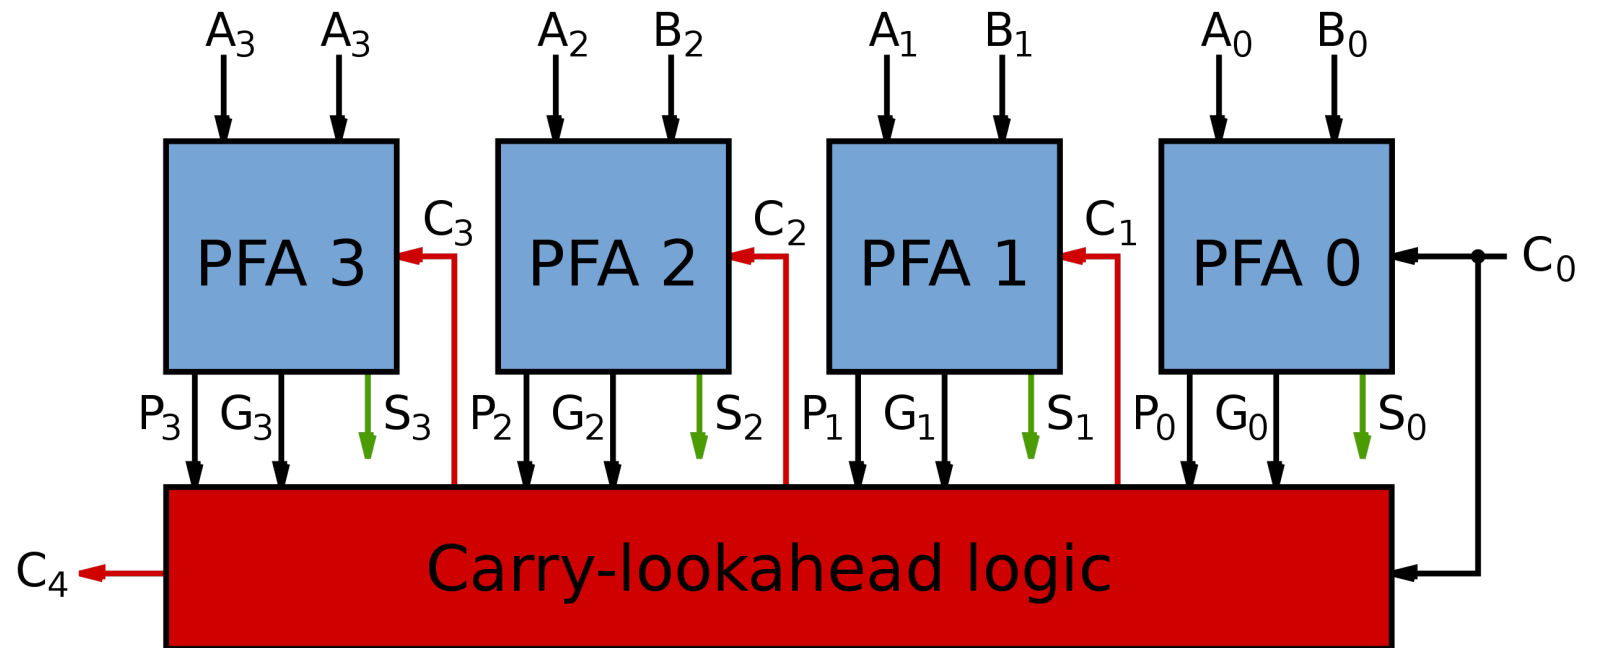 A3 A3 A2 B2 A1 B1 A0 B0
C3 C2 C1 C0
PFA 3 PFA 2 PFA 1 PFA 0
P3 G3 S3 P2 G2 S2 P1 G1 S1 P0 G0 S0
C4 Carry-lookahead logic